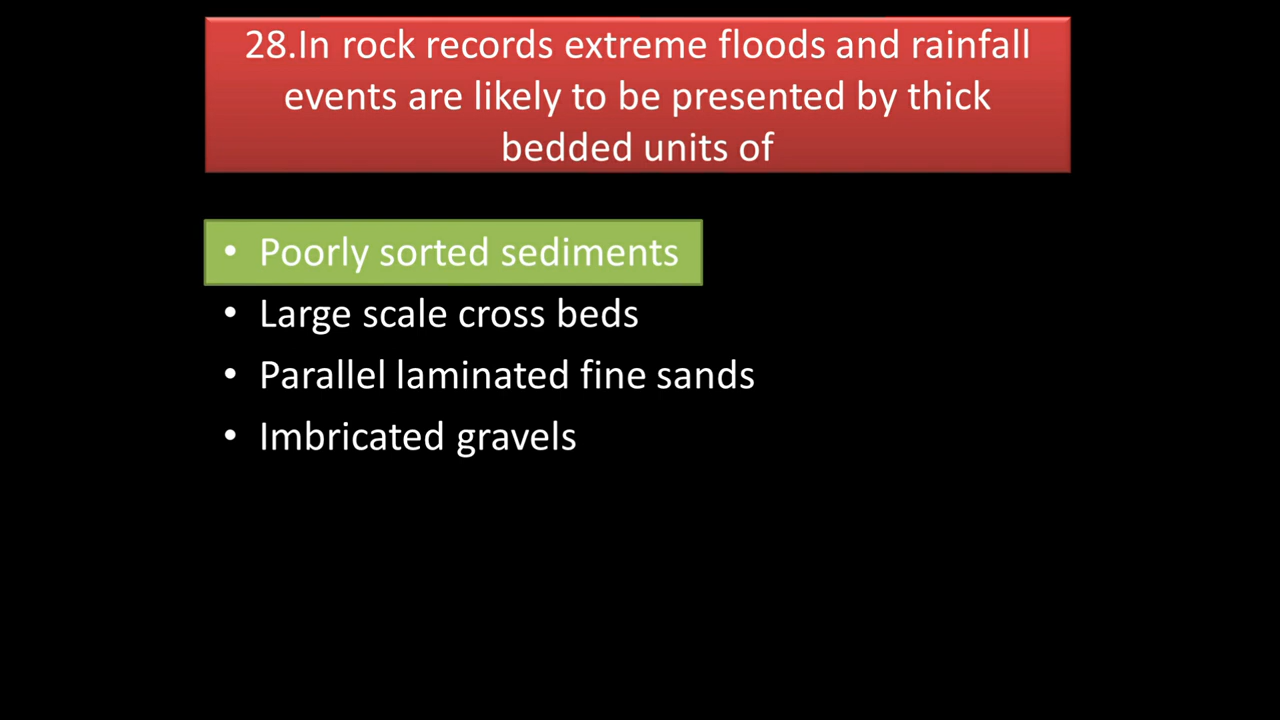 28.In rock records extreme floods and rainfall
events are likely to be presented by thick
bedded units of
• Poorly sorted sediments
• Large scale cross beds
• Parallel laminated fine sands
• Imbricated gravels